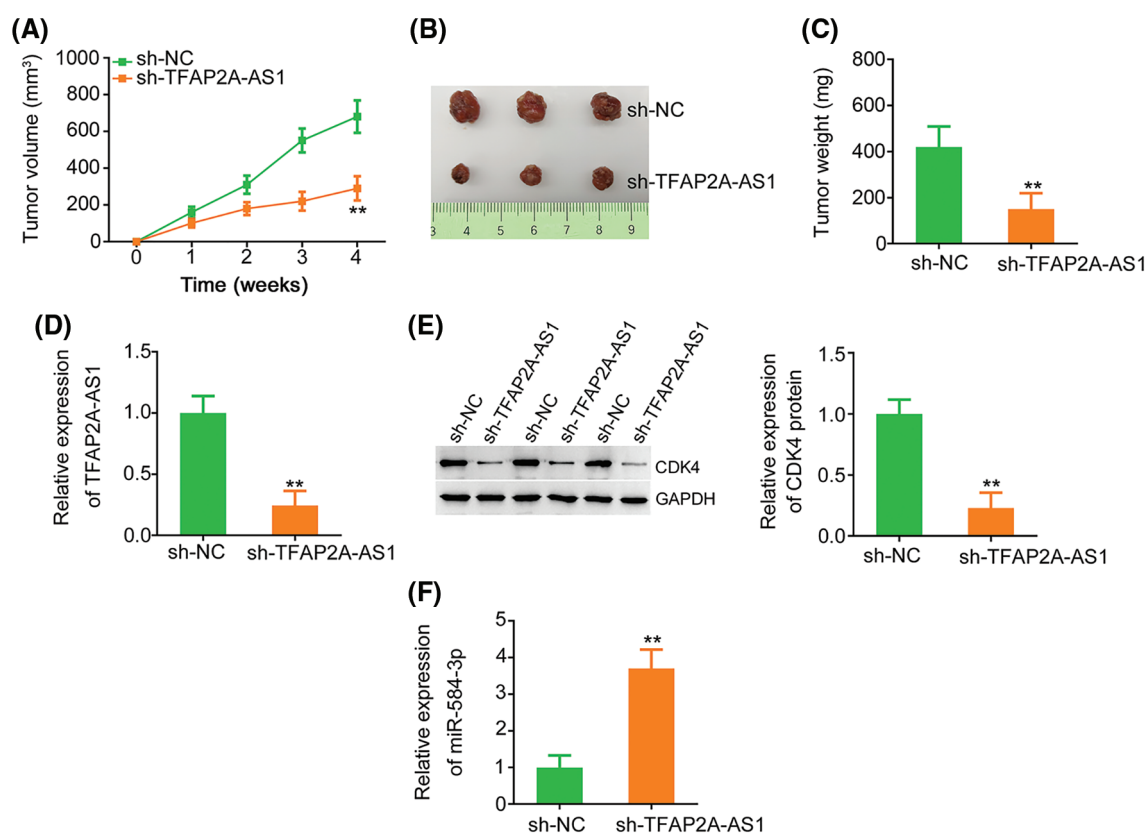 (A)
sh-NC
sh-TFAP2A-AS1
Tumor volume (mm³)
1000
800
600
400
200
0
0 1 2 3 4
**
Time (weeks)
(B)
sh-NC
sh-TFAP2A-AS1
3 4 5 6 7 8 9
(C)
Tumor weight (mg)
800
600
400
200
0
**
sh-NC sh-TFAP2A-AS1
(D)
Relative expression
of TFAP2A-AS1
1.5
1.0
0.5
0.0
**
sh-NC sh-TFAP2A-AS1
(E)
sh-NC sh-TFAP2A-AS1 sh-NC sh-TFAP2A-AS1 sh-NC sh-TFAP2A-AS1
CDK4
GAPDH
Relative expression
of CDK4 protein
1.5
1.0
0.5
0.0
**
sh-NC sh-TFAP2A-AS1
(F)
Relative expression
of miR-584-3p
5
4
3
2
1
0
**
sh-NC sh-TFAP2A-AS1